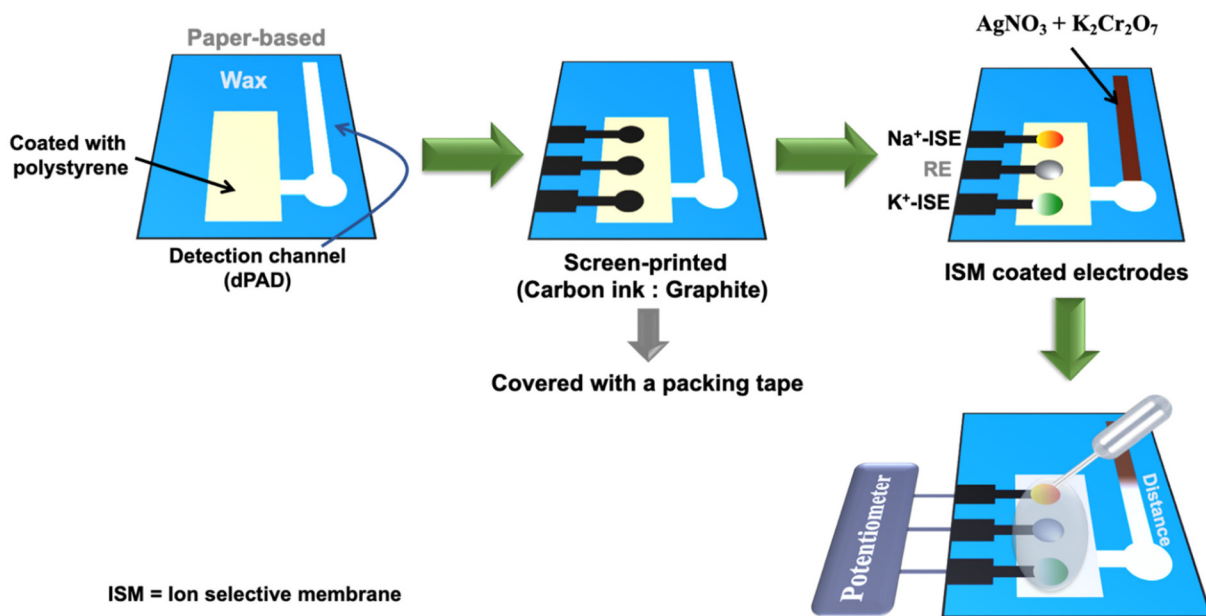 Paper-based
Wax
Coated with
polystyrene
Detection channel
(dPAD)
Screen-printed
(Carbon ink : Graphite)
Covered with a packing tape
AgNO₃ + K₂Cr₂O₇
Na⁺-ISE
RE
K⁺-ISE
ISM coated electrodes
Potentiometer
Distance
ISM = Ion selective membrane